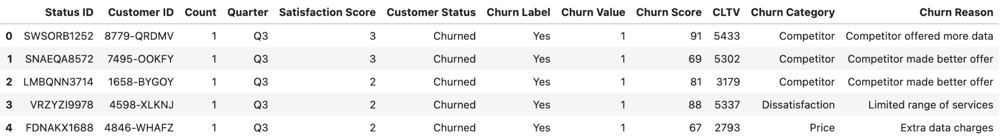 Status ID Customer ID Count Quarter Satisfaction Score Customer Status Churn Label Churn Value Churn Score CLTV Churn Category Churn Reason
0 SWSORB1252 8779-QRDMV 1 Q3 3 Churned Yes 1 91 5433 Competitor Competitor offered more data
1 SNAEQA8572 7495-OOKFY 1 Q3 3 Churned Yes 1 69 5302 Competitor Competitor made better offer
2 LMBQNN3714 1658-BYGOY 1 Q3 2 Churned Yes 1 81 3179 Competitor Competitor made better offer
3 VRZYZI9978 4598-XLKNJ 1 Q3 2 Churned Yes 1 88 5337 Dissatisfaction Limited range of services
4 FDNAKX1688 4846-WHAFZ 1 Q3 2 Churned Yes 1 67 2793 Price Extra data charges